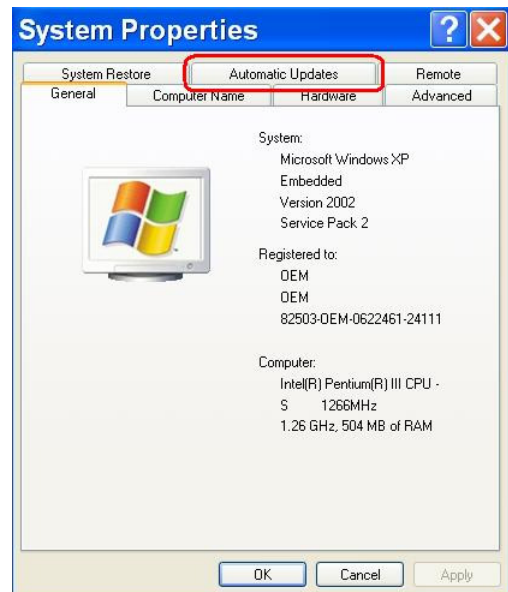 System Properties
System Restore Automatic Updates Remote
General Computer Name Hardware Advanced
System:
Microsoft Windows XP
Embedded
Version 2002
Service Pack 2
Registered to:
OEM
OEM
82503-OEM-0622461-24111
Computer:
Intel(R) Pentium(R) III CPU -
S 1266MHz
1.26 GHz, 504 MB of RAM
OK Cancel Apply